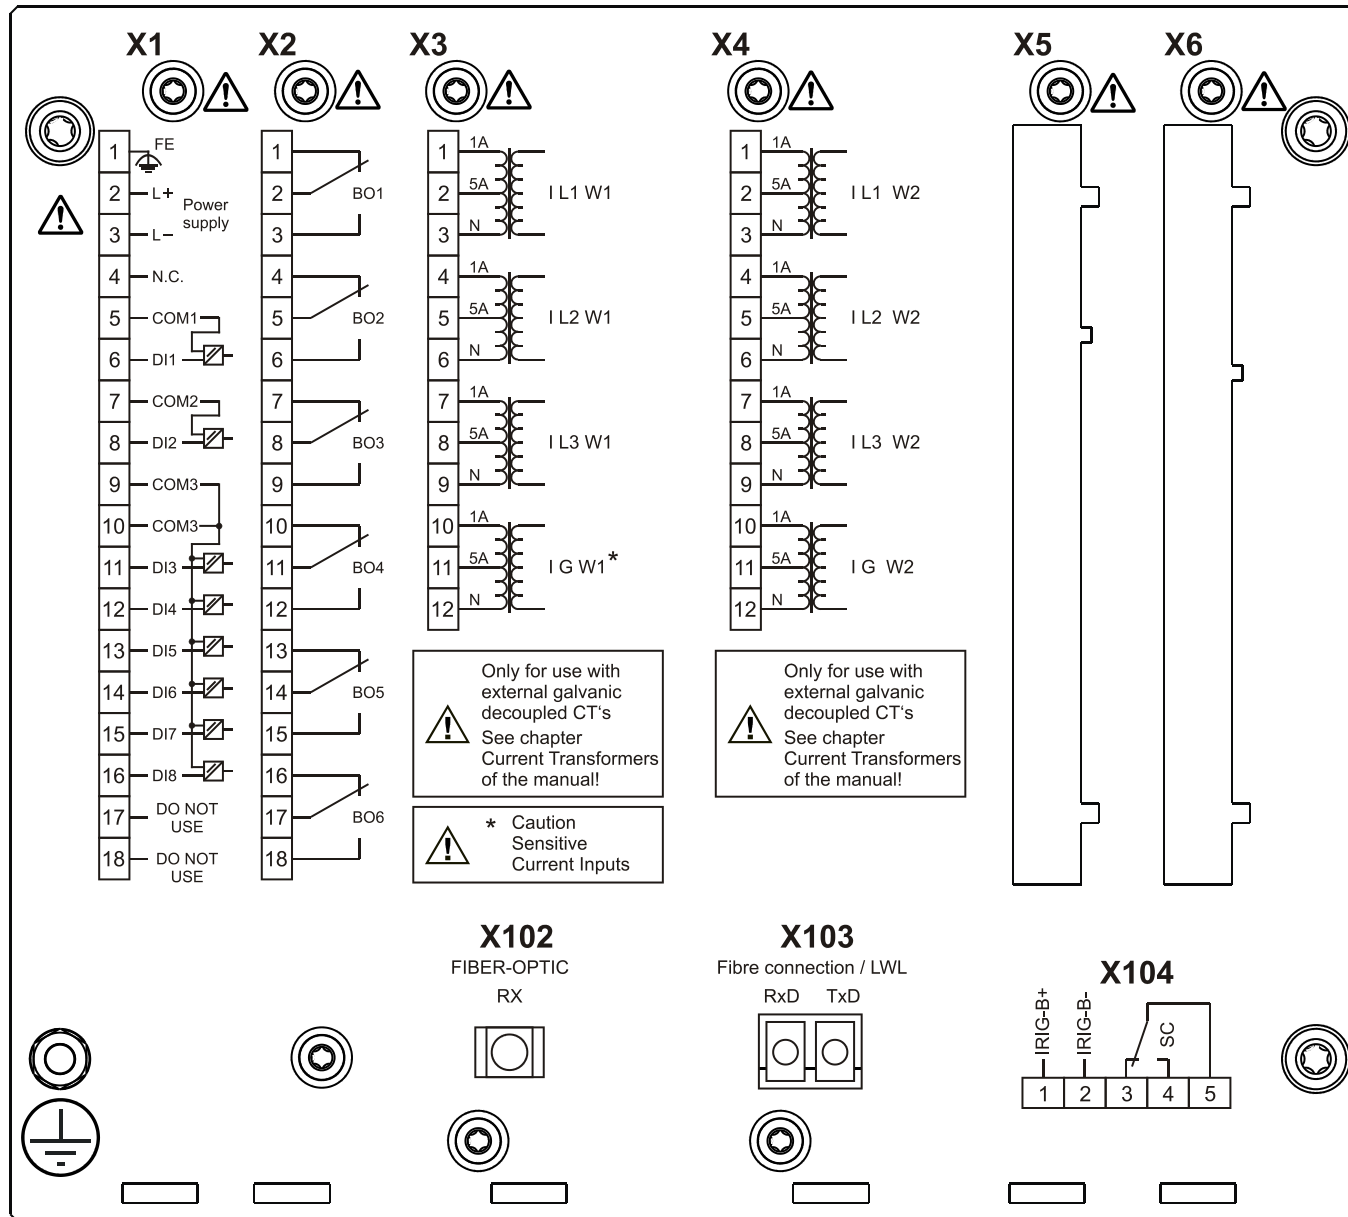 X1 X2 X3 X4 X5 X6
1 FE
2 L+
Power
supply
3 L−
4 N.C.
5 COM1
6 DI1
7 COM2
8 DI2
9 COM3
10 COM3
11 DI3
12 DI4
13 DI5
14 DI6
15 DI7
16 DI8
17 DO NOT
USE
18 DO NOT
USE
1
2 BO1
3
4
5 BO2
6
7
8 BO3
9
10
11 BO4
12
13
14 BO5
15
16
17 BO6
18
1 1A
2 5A I L1 W1
3 N
4 1A
5 5A I L2 W1
6 N
7 1A
8 5A I L3 W1
9 N
10 1A
11 5A I G W1*
12 N
Only for use with
external galvanic
decoupled CT‘s
See chapter
Current Transformers
of the manual!
* Caution
Sensitive
Current Inputs
1 1A
2 5A I L1 W2
3 N
4 1A
5 5A I L2 W2
6 N
7 1A
8 5A I L3 W2
9 N
10 1A
11 5A I G W2
12 N
Only for use with
external galvanic
decoupled CT‘s
See chapter
Current Transformers
of the manual!
X102
FIBER-OPTIC
RX
X103
Fibre connection / LWL
RxD TxD
X104
IRIG-B+
IRIG-B-
SC
1 2 3 4 5